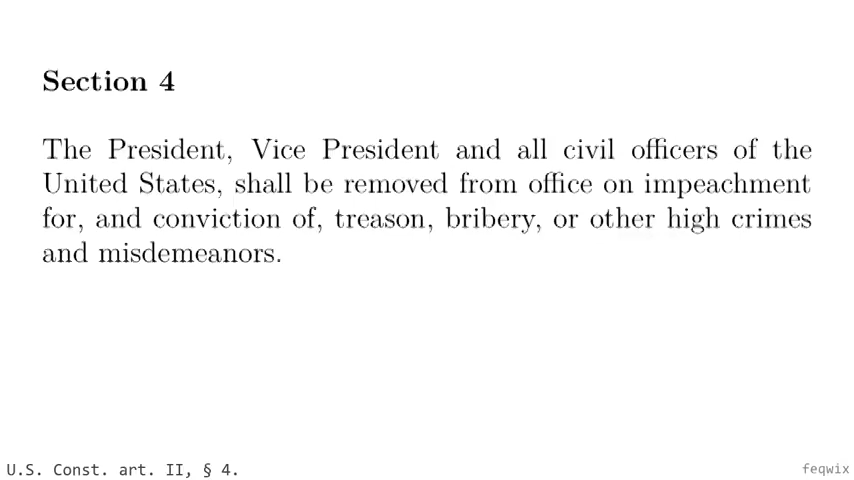 Section 4
The President, Vice President and all civil officers of the
United States, shall be removed from office on impeachment
for, and conviction of, treason, bribery, or other high crimes
and misdemeanors.
U.S. Const. art. II, § 4.
feqwix